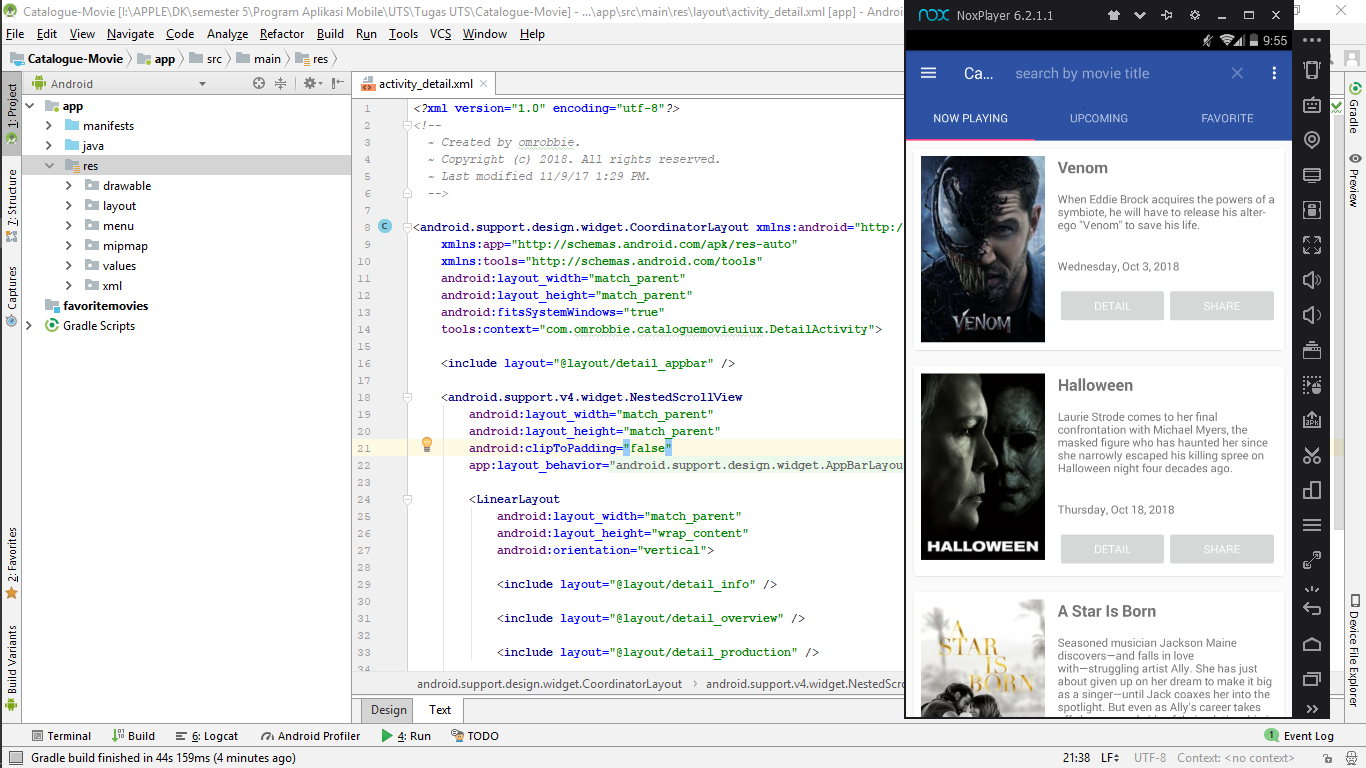 Catalogue-Movie [I:\APPLE\DK\semester 5\Program Aplikasi Mobile\UTS\Tugas UTS\Catalogue-Movie] - ...\app\src\main\res\layout\activity_detail.xml [app] - Androi
File Edit View Navigate Code Analyze Refactor Build Run Tools VCS Window Help
Catalogue-Movie app src main res
Android
activity_detail.xml
1: Project
7: Structure
Captures
2: Favorites
Build Variants
app
manifests
java
res
drawable
layout
menu
mipmap
values
xml
favoritemovies
Gradle Scripts
1 <?xml version="1.0" encoding="utf-8"?>
2 <!--
3 ~ Created by omrobbie.
4 ~ Copyright (c) 2018. All rights reserved.
5 ~ Last modified 11/9/17 1:29 PM.
6 -->
7
8 <android.support.design.widget.CoordinatorLayout xmlns:android="http:/
9 xmlns:app="http://schemas.android.com/apk/res-auto"
10 xmlns:tools="http://schemas.android.com/tools"
11 android:layout_width="match_parent"
12 android:layout_height="match_parent"
13 android:fitsSystemWindows="true"
14 tools:context="com.omrobbie.cataloguemovieuiux.DetailActivity">
15
16 <include layout="@layout/detail_appbar" />
17
18 <android.support.v4.widget.NestedScrollView
19 android:layout_width="match_parent"
20 android:layout_height="match_parent"
21 android:clipToPadding="false"
22 app:layout_behavior="android.support.design.widget.AppBarLayou
23
24 <LinearLayout
25 android:layout_width="match_parent"
26 android:layout_height="wrap_content"
27 android:orientation="vertical">
28
29 <include layout="@layout/detail_info" />
30
31 <include layout="@layout/detail_overview" />
32
33 <include layout="@layout/detail_production" />
34
android.support.design.widget.CoordinatorLayout android.support.v4.widget.NestedScro
Design Text
nox NoxPlayer 6.2.1.1
9:55
Ca... search by movie title
NOW PLAYING UPCOMING FAVORITE
VENOM
Venom
When Eddie Brock acquires the powers of a
symbiote, he will have to release his alter-
ego "Venom" to save his life.
Wednesday, Oct 3, 2018
DETAIL SHARE
HALLOWEEN
Halloween
Laurie Strode comes to her final
confrontation with Michael Myers, the
masked figure who has haunted her since
she narrowly escaped his killing spree on
Halloween night four decades ago.
Thursday, Oct 18, 2018
DETAIL SHARE
A
STAR
IS
BORN
A Star Is Born
Seasoned musician Jackson Maine
discovers—and falls in love
with—struggling artist Ally. She has just
about given up on her dream to make it big
as a singer—until Jack coaxes her into the
spotlight. But even as Ally's career takes
Gradle
Preview
Device File Explorer
Terminal Build 6: Logcat Android Profiler 4: Run TODO 1 Event Log
Gradle build finished in 44s 159ms (4 minutes ago) 21:38 LF UTF-8 Context: <no context>